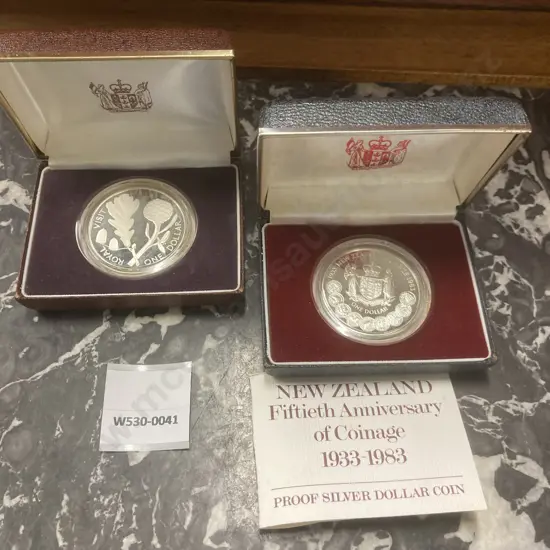 ROYAL VISIT
ONE DOLLAR
ONE DOLLAR
W530-0041
NEW ZEALAND
Fiftieth Anniversary
of Coinage
1933-1983
PROOF SILVER DOLLAR COIN